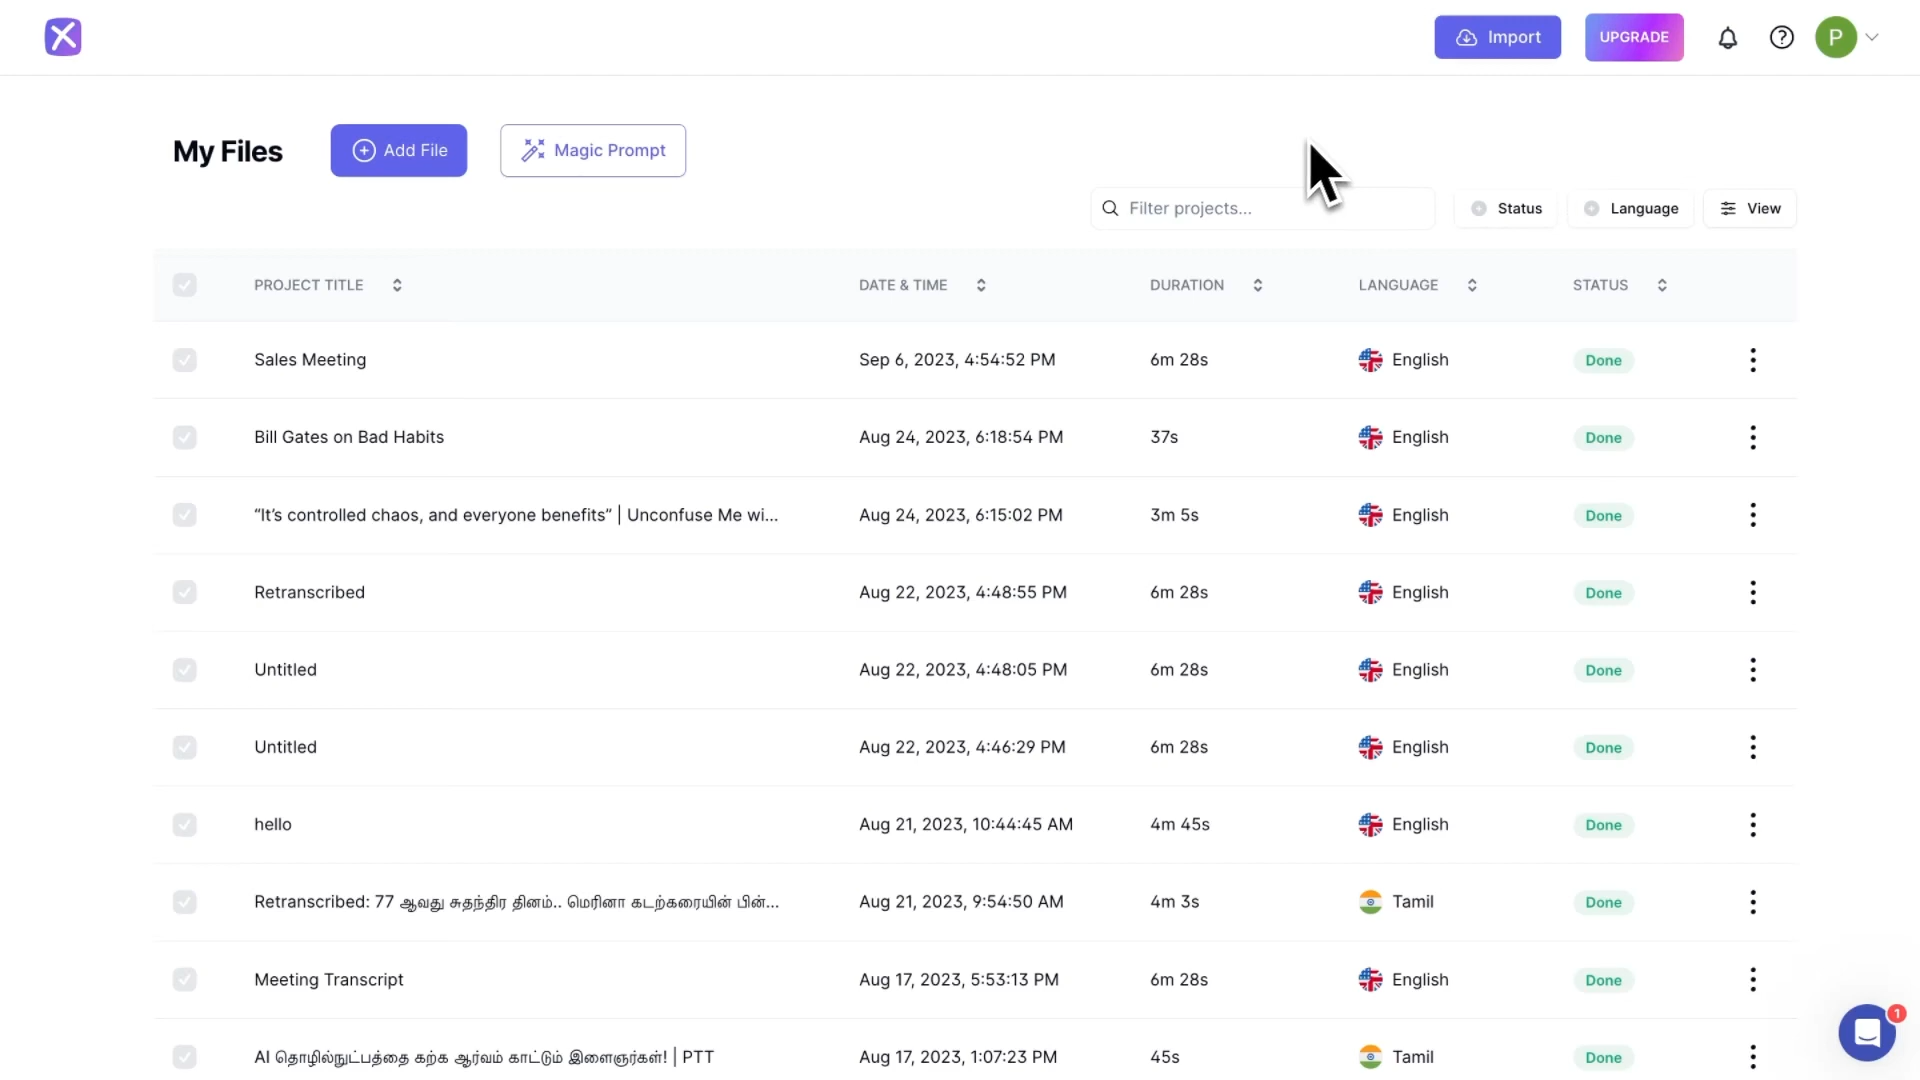 Import
UPGRADE
P
My Files
Add File
Magic Prompt
Filter projects...
Status
Language
View
PROJECT TITLE DATE & TIME DURATION LANGUAGE STATUS
Sales Meeting Sep 6, 2023, 4:54:52 PM 6m 28s English Done
Bill Gates on Bad Habits Aug 24, 2023, 6:18:54 PM 37s English Done
“It’s controlled chaos, and everyone benefits” | Unconfuse Me wi... Aug 24, 2023, 6:15:02 PM 3m 5s English Done
Retranscribed Aug 22, 2023, 4:48:55 PM 6m 28s English Done
Untitled Aug 22, 2023, 4:48:05 PM 6m 28s English Done
Untitled Aug 22, 2023, 4:46:29 PM 6m 28s English Done
hello Aug 21, 2023, 10:44:45 AM 4m 45s English Done
Retranscribed: 77 ஆவது சுதந்திர தினம்.. மெரினா கடற்கரையின் பின்... Aug 21, 2023, 9:54:50 AM 4m 3s Tamil Done
Meeting Transcript Aug 17, 2023, 5:53:13 PM 6m 28s English Done
AI தொழில்நுட்பத்தை கற்க ஆர்வம் காட்டும் இளைஞர்கள்! | PTT Aug 17, 2023, 1:07:23 PM 45s Tamil Done
1